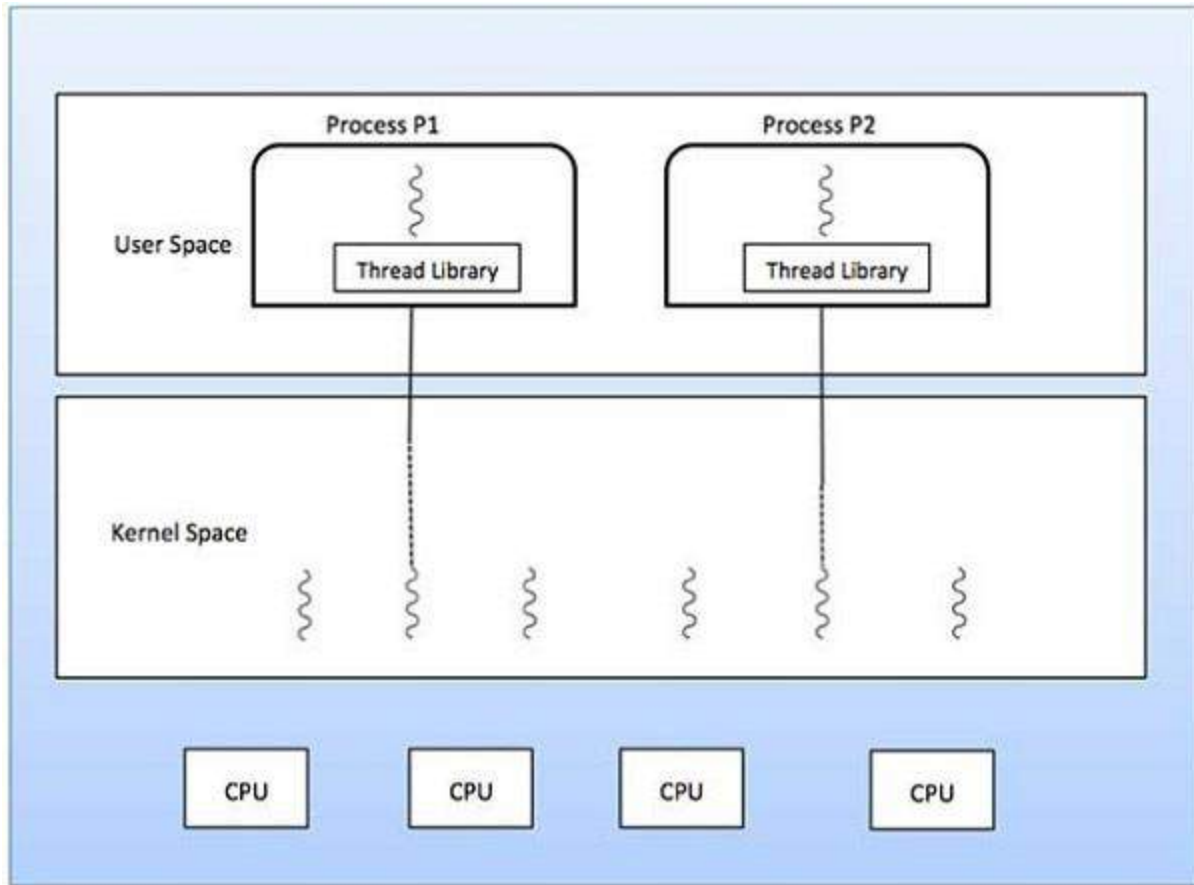 Process P1
Process P2
User Space
Thread Library
Thread Library
Kernel Space
CPU
CPU
CPU
CPU